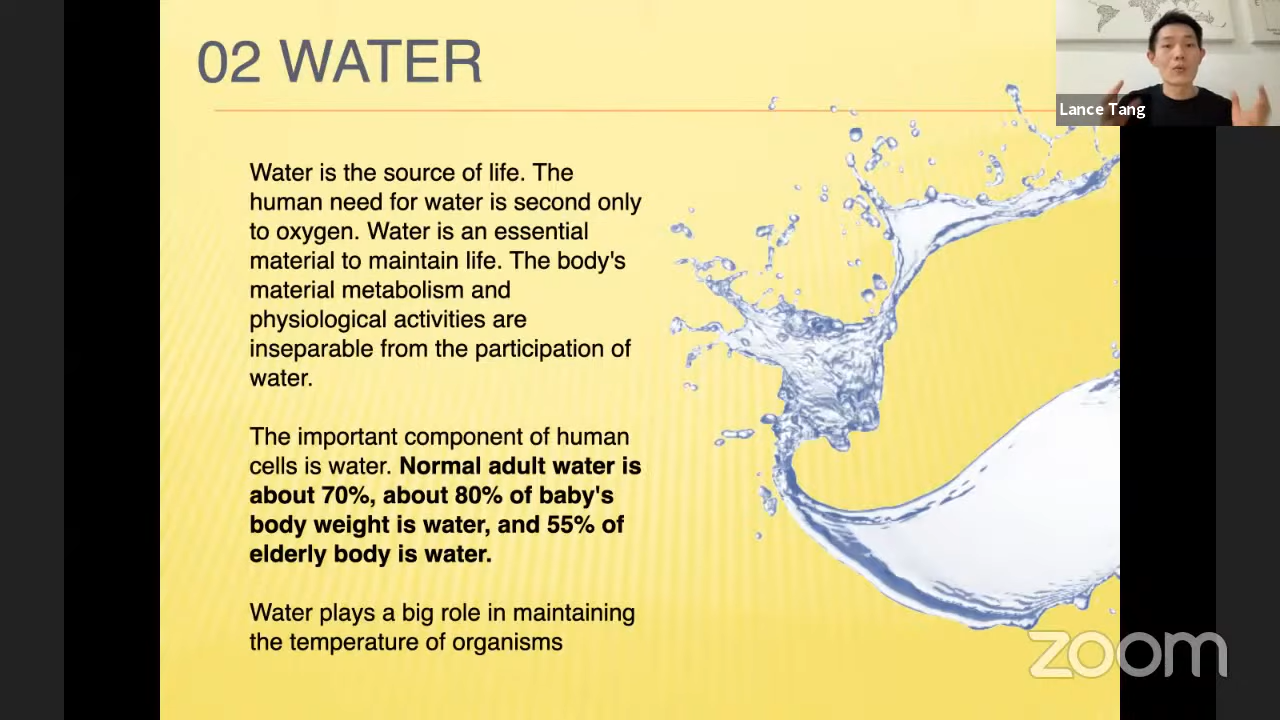 02 WATER
Lance Tang
Water is the source of life. The
human need for water is second only
to oxygen. Water is an essential
material to maintain life. The body's
material metabolism and
physiological activities are
inseparable from the participation of
water.
The important component of human
cells is water. Normal adult water is
about 70%, about 80% of baby's
body weight is water, and 55% of
elderly body is water.
Water plays a big role in maintaining
the temperature of organisms
zoom